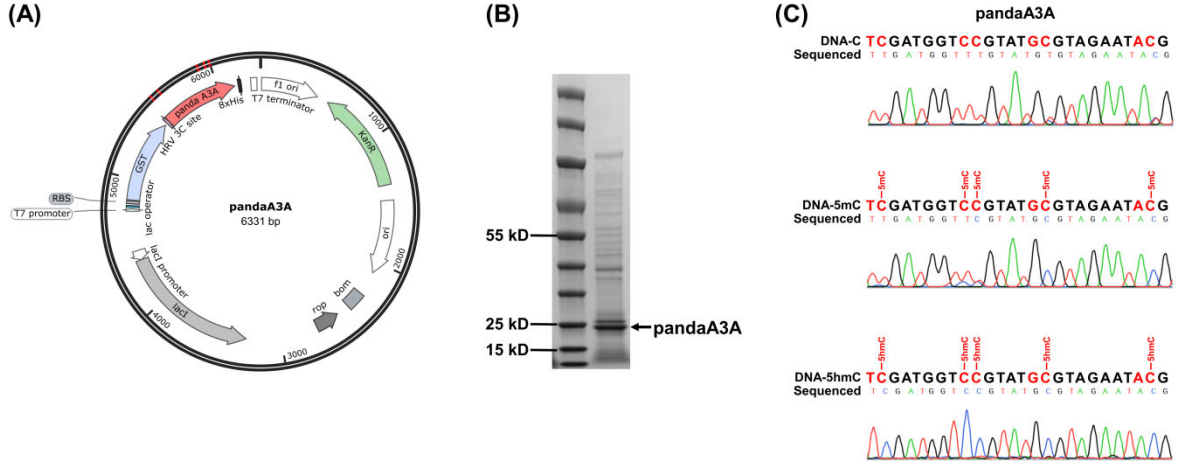 (A)
6000
f1 ori
T7 terminator
8xHis
panda A3A
HRV 3C site
GST
1000
KanR
5000
RBS
T7 promoter
lac operator
pandaA3A
6331 bp
ori
2000
lacI promoter
lacI
bom
rop
4000
3000
(B)
55 kD
25 kD
15 kD
pandaA3A
(C)
pandaA3A
DNA-C TCGATGGTCCGTATGCGTAGAATACG
Sequenced T T G A T G G T T T G T A T G T G T A G A A T A C G
5mC 5mC 5mC 5mC 5mC
DNA-5mC TCGATGGTCCGTATGCGTAGAATACG
Sequenced T T G A T G G T T C G T A T G C G T A G A A T A C G
5hmC 5hmC 5hmC 5hmC 5hmC
DNA-5hmC TCGATGGTCCGTATGCGTAGAATACG
Sequenced T C G A T G G T C C G T A T G C G T A G A A T A C G